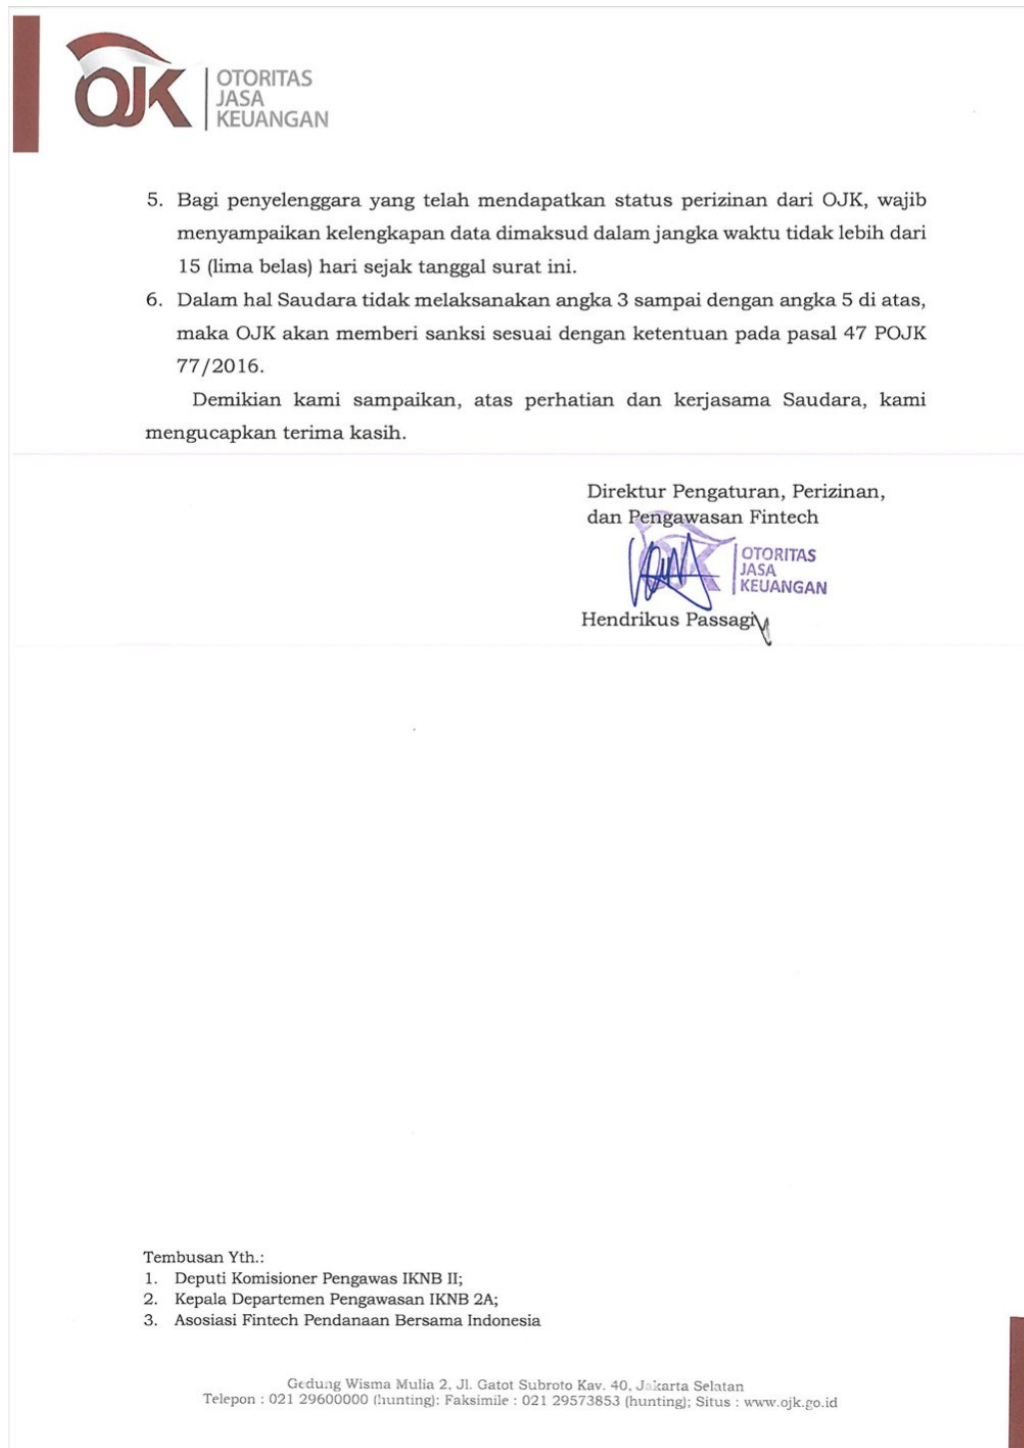 OJK OTORITAS
JASA
KEUANGAN
5. Bagi penyelenggara yang telah mendapatkan status perizinan dari OJK, wajib
menyampaikan kelengkapan data dimaksud dalam jangka waktu tidak lebih dari
15 (lima belas) hari sejak tanggal surat ini.
6. Dalam hal Saudara tidak melaksanakan angka 3 sampai dengan angka 5 di atas,
maka OJK akan memberi sanksi sesuai dengan ketentuan pada pasal 47 POJK
77/2016.
Demikian kami sampaikan, atas perhatian dan kerjasama Saudara, kami
mengucapkan terima kasih.
Direktur Pengaturan, Perizinan,
dan Pengawasan Fintech
OJK OTORITAS
JASA
KEUANGAN
Hendrikus Passagi
Tembusan Yth.:
1. Deputi Komisioner Pengawas IKNB II;
2. Kepala Departemen Pengawasan IKNB 2A;
3. Asosiasi Fintech Pendanaan Bersama Indonesia
Gedung Wisma Mulia 2, Jl. Gatot Subroto Kav. 40, Jakarta Selatan
Telepon : 021 29600000 (hunting); Faksimile : 021 29573853 (hunting); Situs : www.ojk.go.id